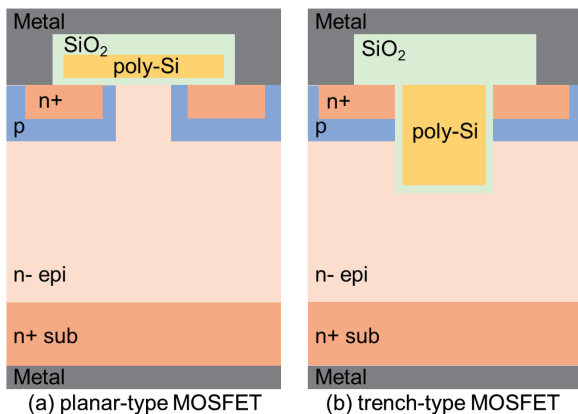 Metal
SiO₂
poly-Si
n+
p
n- epi
n+ sub
Metal
(a) planar-type MOSFET
Metal
SiO₂
n+
poly-Si
p
n- epi
n+ sub
Metal
(b) trench-type MOSFET